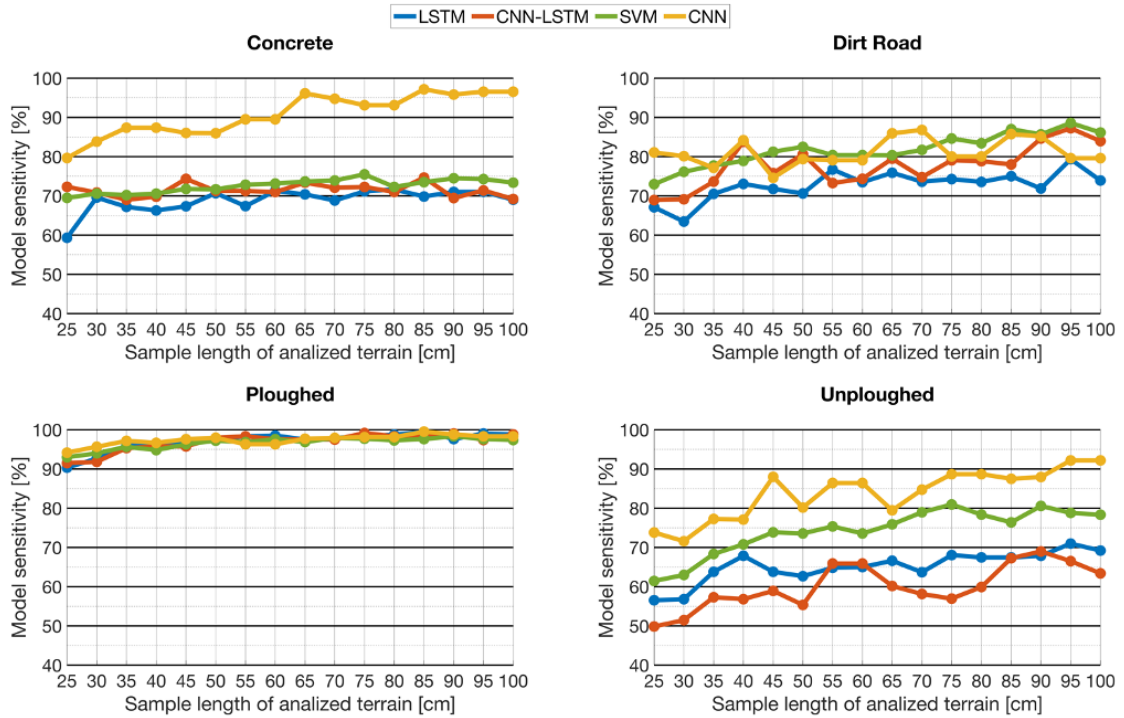 LSTM CNN-LSTM SVM CNN
Concrete
Model sensitivity [%]
100
90
80
70
60
50
40
25 30 35 40 45 50 55 60 65 70 75 80 85 90 95 100
Sample length of analized terrain [cm]
Dirt Road
Model sensitivity [%]
100
90
80
70
60
50
40
25 30 35 40 45 50 55 60 65 70 75 80 85 90 95 100
Sample length of analized terrain [cm]
Ploughed
Model sensitivity [%]
100
90
80
70
60
50
40
25 30 35 40 45 50 55 60 65 70 75 80 85 90 95 100
Sample length of analized terrain [cm]
Unploughed
Model sensitivity [%]
100
90
80
70
60
50
40
25 30 35 40 45 50 55 60 65 70 75 80 85 90 95 100
Sample length of analized terrain [cm]